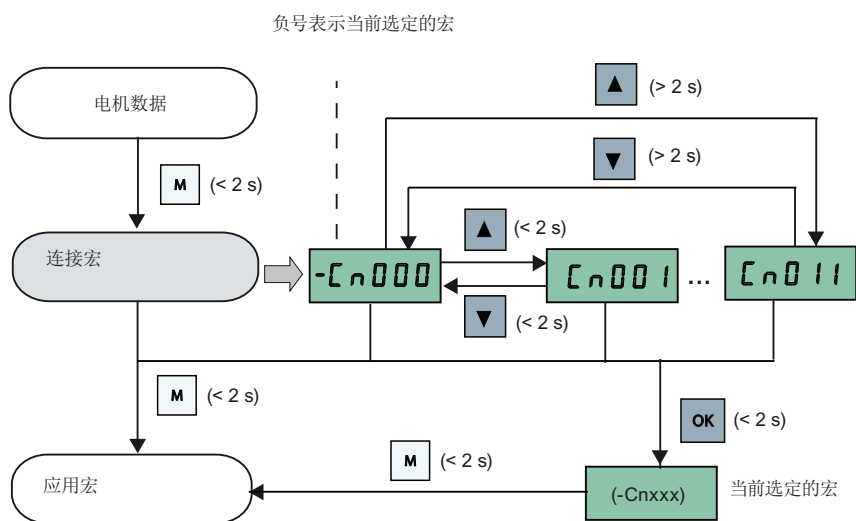 负号表示当前选定的宏
电机数据
▲ (> 2 s)
▼ (> 2 s)
M (< 2 s)
▲ (< 2 s)
连接宏
-Cn000
Cn001
...
Cn011
▼ (< 2 s)
M (< 2 s)
OK (< 2 s)
M (< 2 s)
应用宏
(-Cnxxx)
当前选定的宏